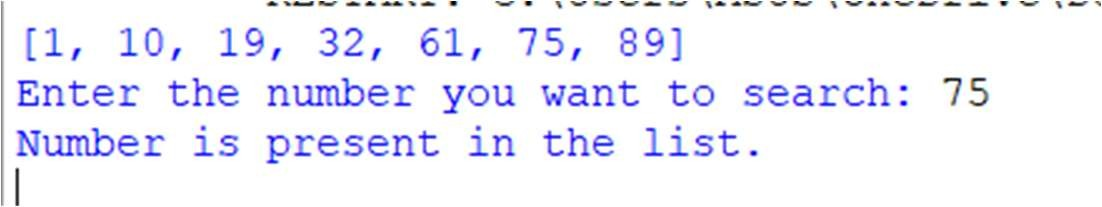 [1, 10, 19, 32, 61, 75, 89]
Enter the number you want to search: 75
Number is present in the list.